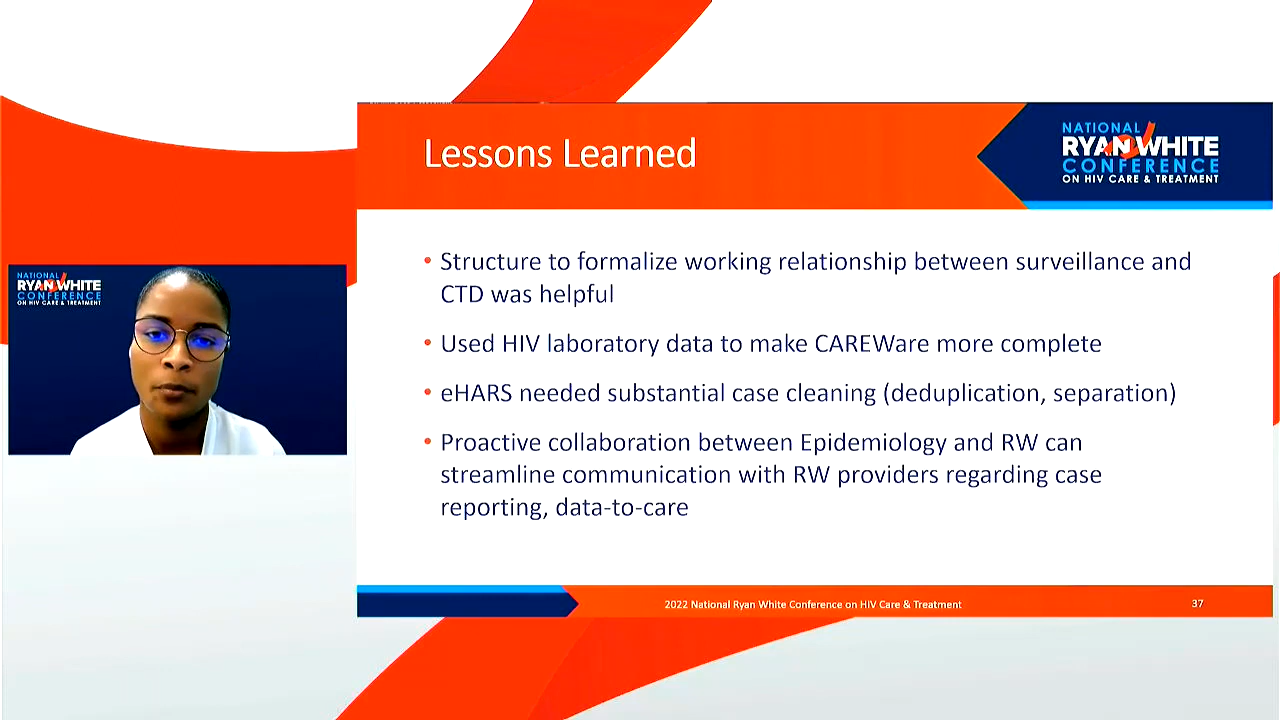 Lessons Learned
NATIONAL
RYAN WHITE
CONFERENCE
ON HIV CARE & TREATMENT
NATIONAL
RYAN WHITE
CONFERENCE
ON HIV CARE & TREATMENT
• Structure to formalize working relationship between surveillance and
CTD was helpful
• Used HIV laboratory data to make CAREWare more complete
• eHARS needed substantial case cleaning (deduplication, separation)
• Proactive collaboration between Epidemiology and RW can
streamline communication with RW providers regarding case
reporting, data-to-care
2022 National Ryan White Conference on HIV Care & Treatment
37